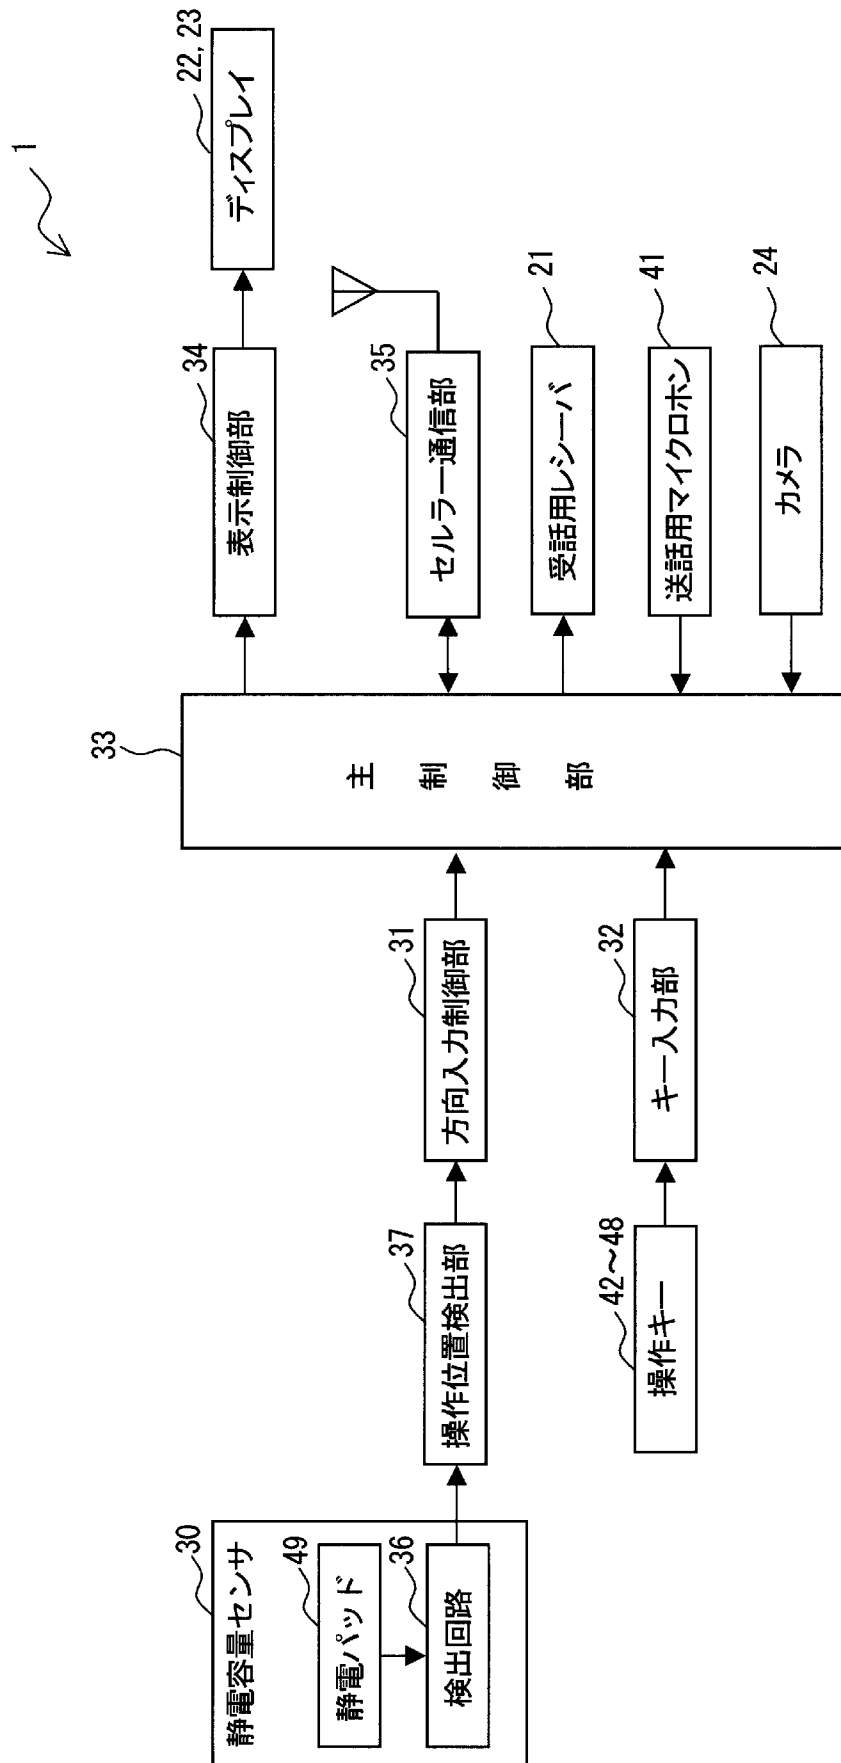 1
30
静電容量センサ
49
静電パッド
36
検出回路
37
操作位置検出部
31
方向入力制御部
42～48
操作キー
32
キー入力部
33
主制御部
34
表示制御部
22, 23
ディスプレイ
35
セルラー通信部
21
受話用レシーバ
41
送話用マイクロホン
24
カメラ